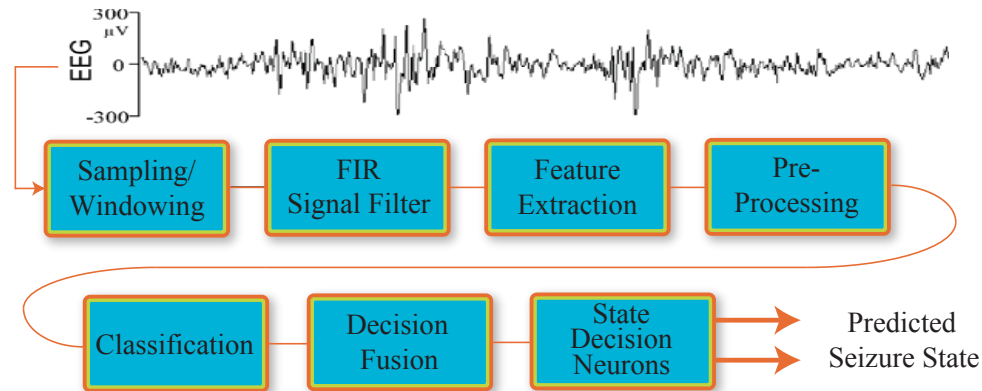 300
µV
EEG
0
-300
Sampling/
Windowing
FIR
Signal Filter
Feature
Extraction
Pre-
Processing
Classification
Decision
Fusion
State
Decision
Neurons
Predicted
Seizure State